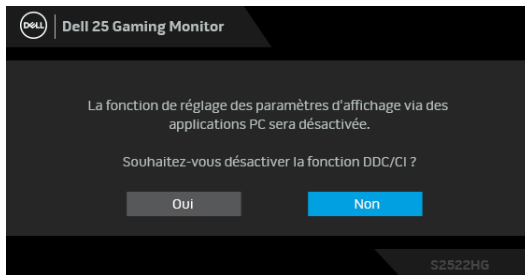 DELL
Dell 25 Gaming Monitor
La fonction de réglage des paramètres d'affichage via des
applications PC sera désactivée.
Souhaitez-vous désactiver la fonction DDC/CI ?
Oui
Non
S2522HG